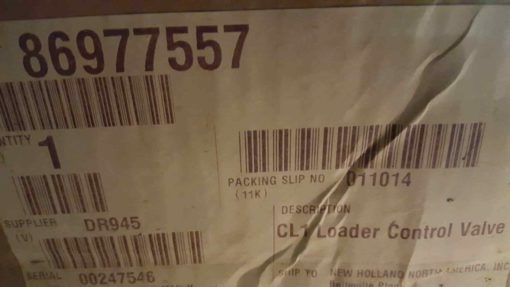 86977557
NTITY 1
PACKING SLIP NO 011014
(11K)
SUPPLIER DR945
(V)
DESCRIPTION
CL1 Loader Control Valve
SERIAL 00247546
SHIP TO NEW HOLLAND NORTH AMERICA, INC